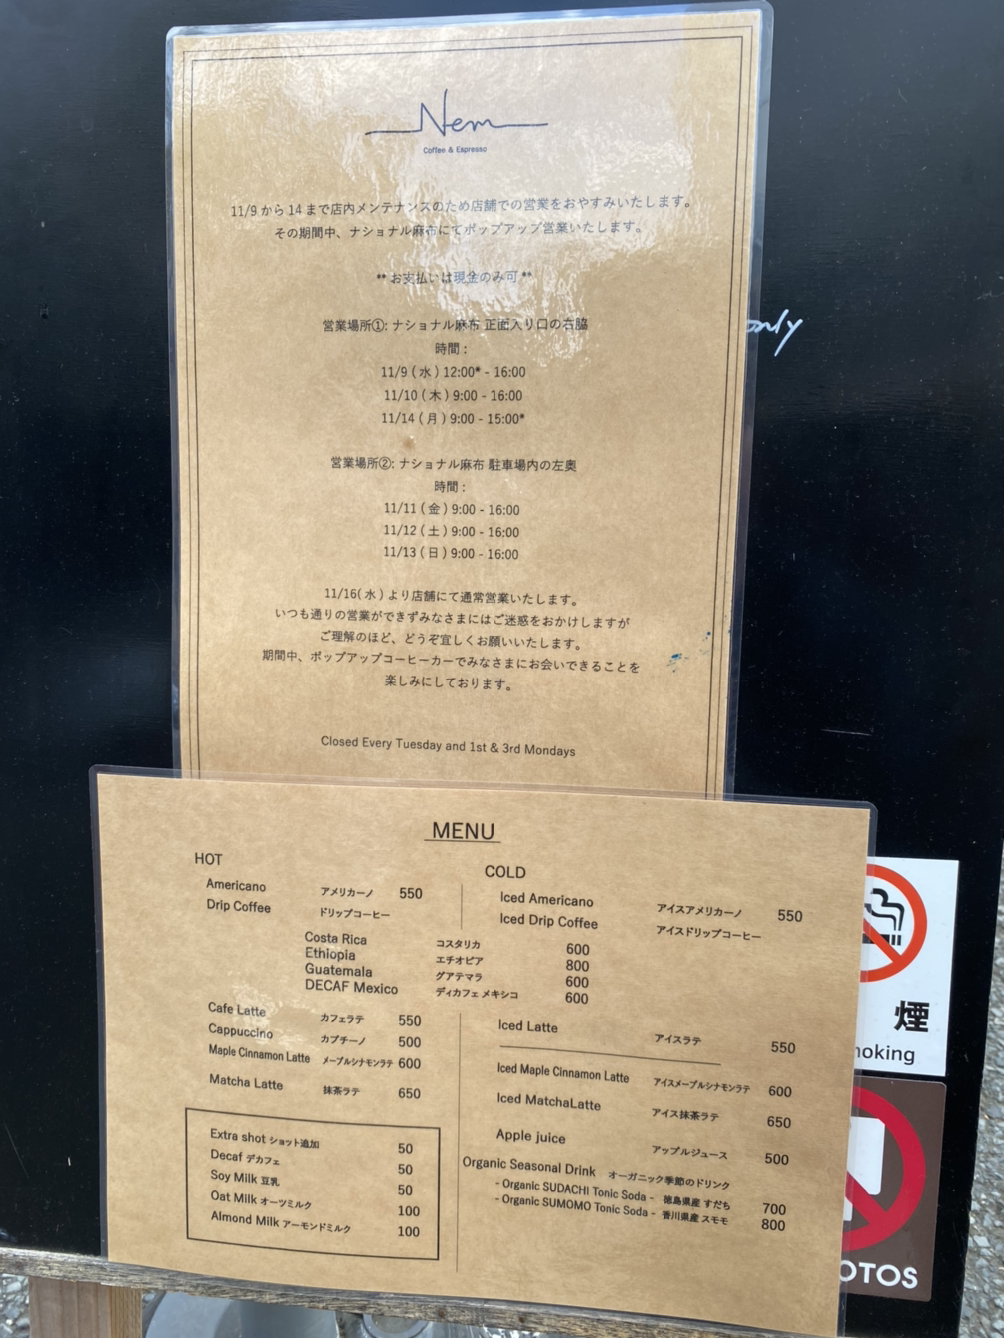 Nem
Coffee & Espresso
11/9 から 14 まで店内メンテナンスのため店舗での営業をおやすみいたします。
その期間中、ナショナル麻布にてポップアップ営業いたします。
** お支払いは現金のみ可 **
営業場所①: ナショナル麻布 正面入り口の右脇
時間 :
11/9 ( 水 ) 12:00* - 16:00
11/10 ( 木 ) 9:00 - 16:00
11/14 ( 月 ) 9:00 - 15:00*
営業場所②: ナショナル麻布 駐車場内の左奥
時間 :
11/11 ( 金 ) 9:00 - 16:00
11/12 ( 土 ) 9:00 - 16:00
11/13 ( 日 ) 9:00 - 16:00
11/16( 水 ) より店舗にて通常営業いたします。
いつも通りの営業ができずみなさまにはご迷惑をおかけしますが
ご理解のほど、どうぞ宜しくお願いいたします。
期間中、ポップアップコーヒーカーでみなさまにお会いできることを
楽しみにしております。
Closed Every Tuesday and 1st & 3rd Mondays
only
MENU
HOT
Americano アメリカーノ 550
Drip Coffee ドリップコーヒー
COLD
Iced Americano アイスアメリカーノ 550
Iced Drip Coffee アイスドリップコーヒー
Costa Rica コスタリカ 600
Ethiopia エチオピア 800
Guatemala グアテマラ 600
DECAF Mexico ディカフェ メキシコ 600
Cafe Latte カフェラテ 550
Cappuccino カプチーノ 500
Maple Cinnamon Latte メープルシナモンラテ 600
Matcha Latte 抹茶ラテ 650
Extra shot ショット追加 50
Decaf デカフェ 50
Soy Milk 豆乳 50
Oat Milk オーツミルク 100
Almond Milk アーモンドミルク 100
Iced Latte アイスラテ 550
Iced Maple Cinnamon Latte アイスメープルシナモンラテ 600
Iced MatchaLatte アイス抹茶ラテ 650
Apple juice アップルジュース 500
Organic Seasonal Drink オーガニック季節のドリンク
- Organic SUDACHI Tonic Soda - 徳島県産 すだち 700
- Organic SUMOMO Tonic Soda - 香川県産 スモモ 800
煙
moking
OTOS